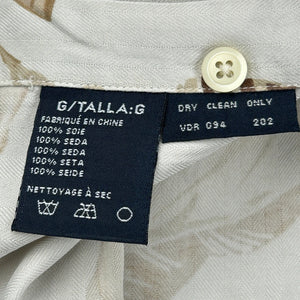 G/TALLA:G
FABRIQUÉ EN CHINE
100% SOIE
100% SEDA
100% SEDA
100% SETA
100% SEIDE
NETTOYAGE À SEC
DRY CLEAN ONLY
VDR 094 202